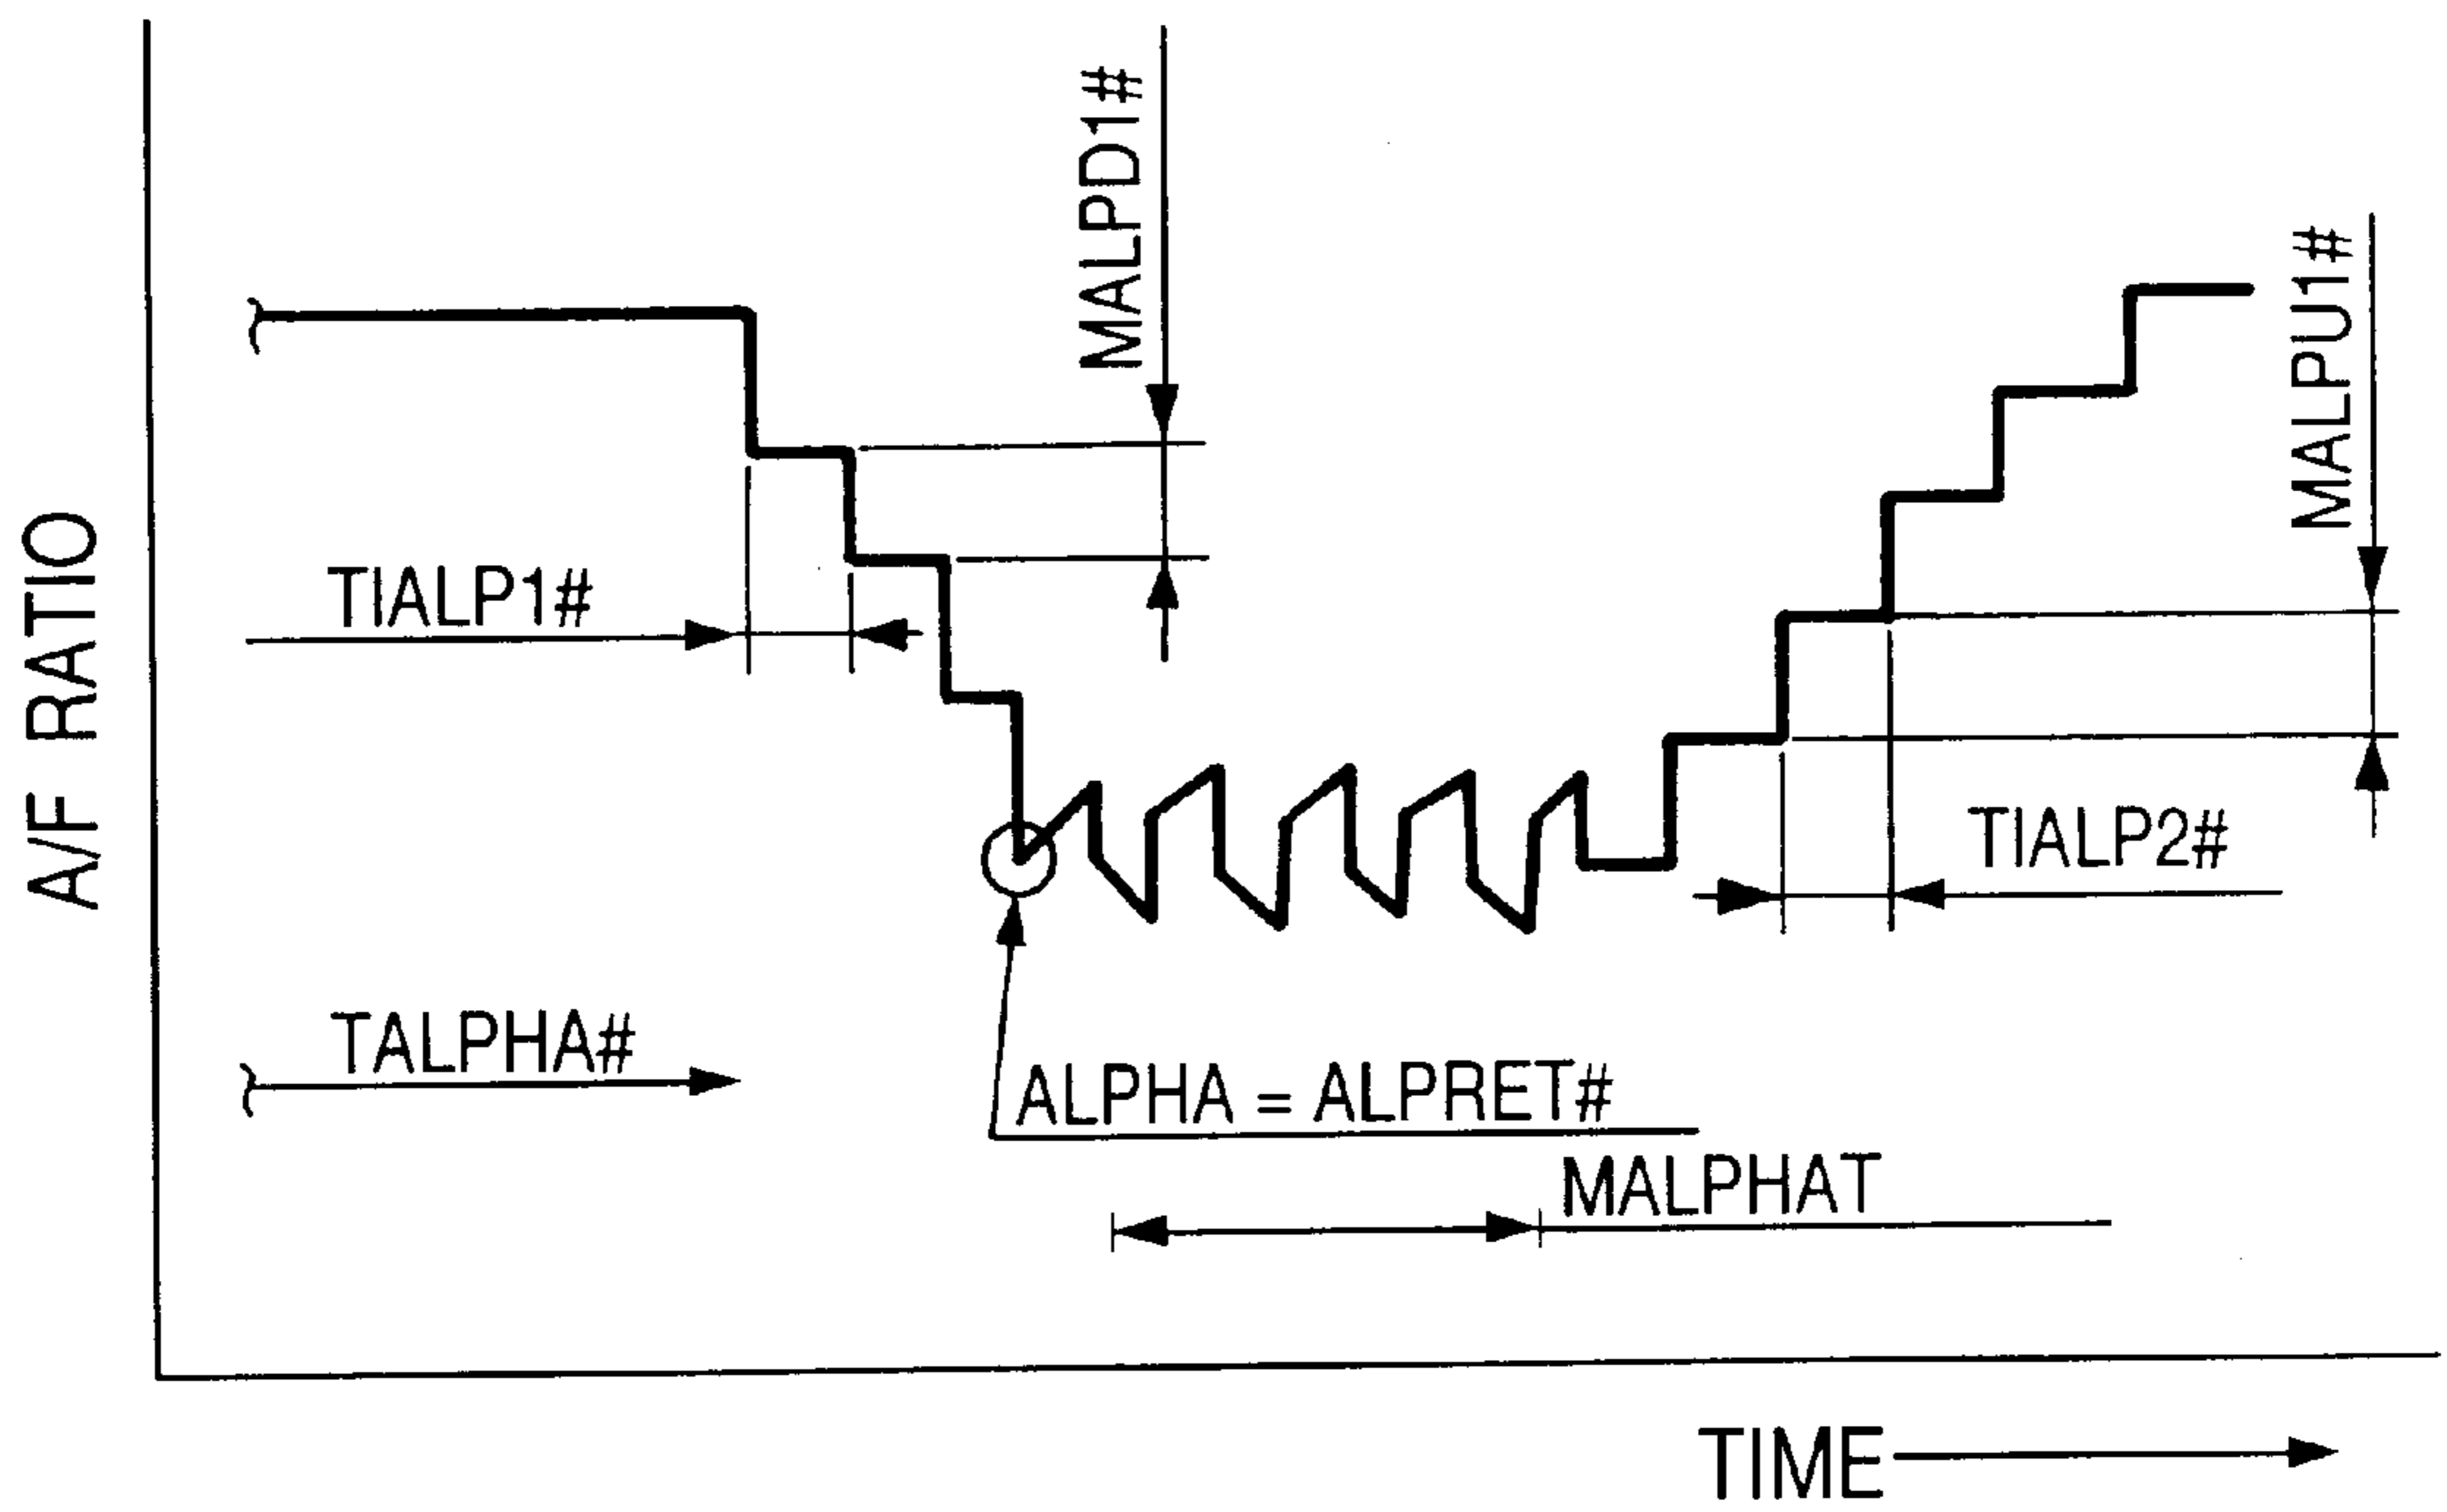 MALPD1#
MALPU1#
A/F RATIO
TIALP1#
TIALP2#
TALPHA#
ALPHA = ALPRET#
MALPHAT
TIME